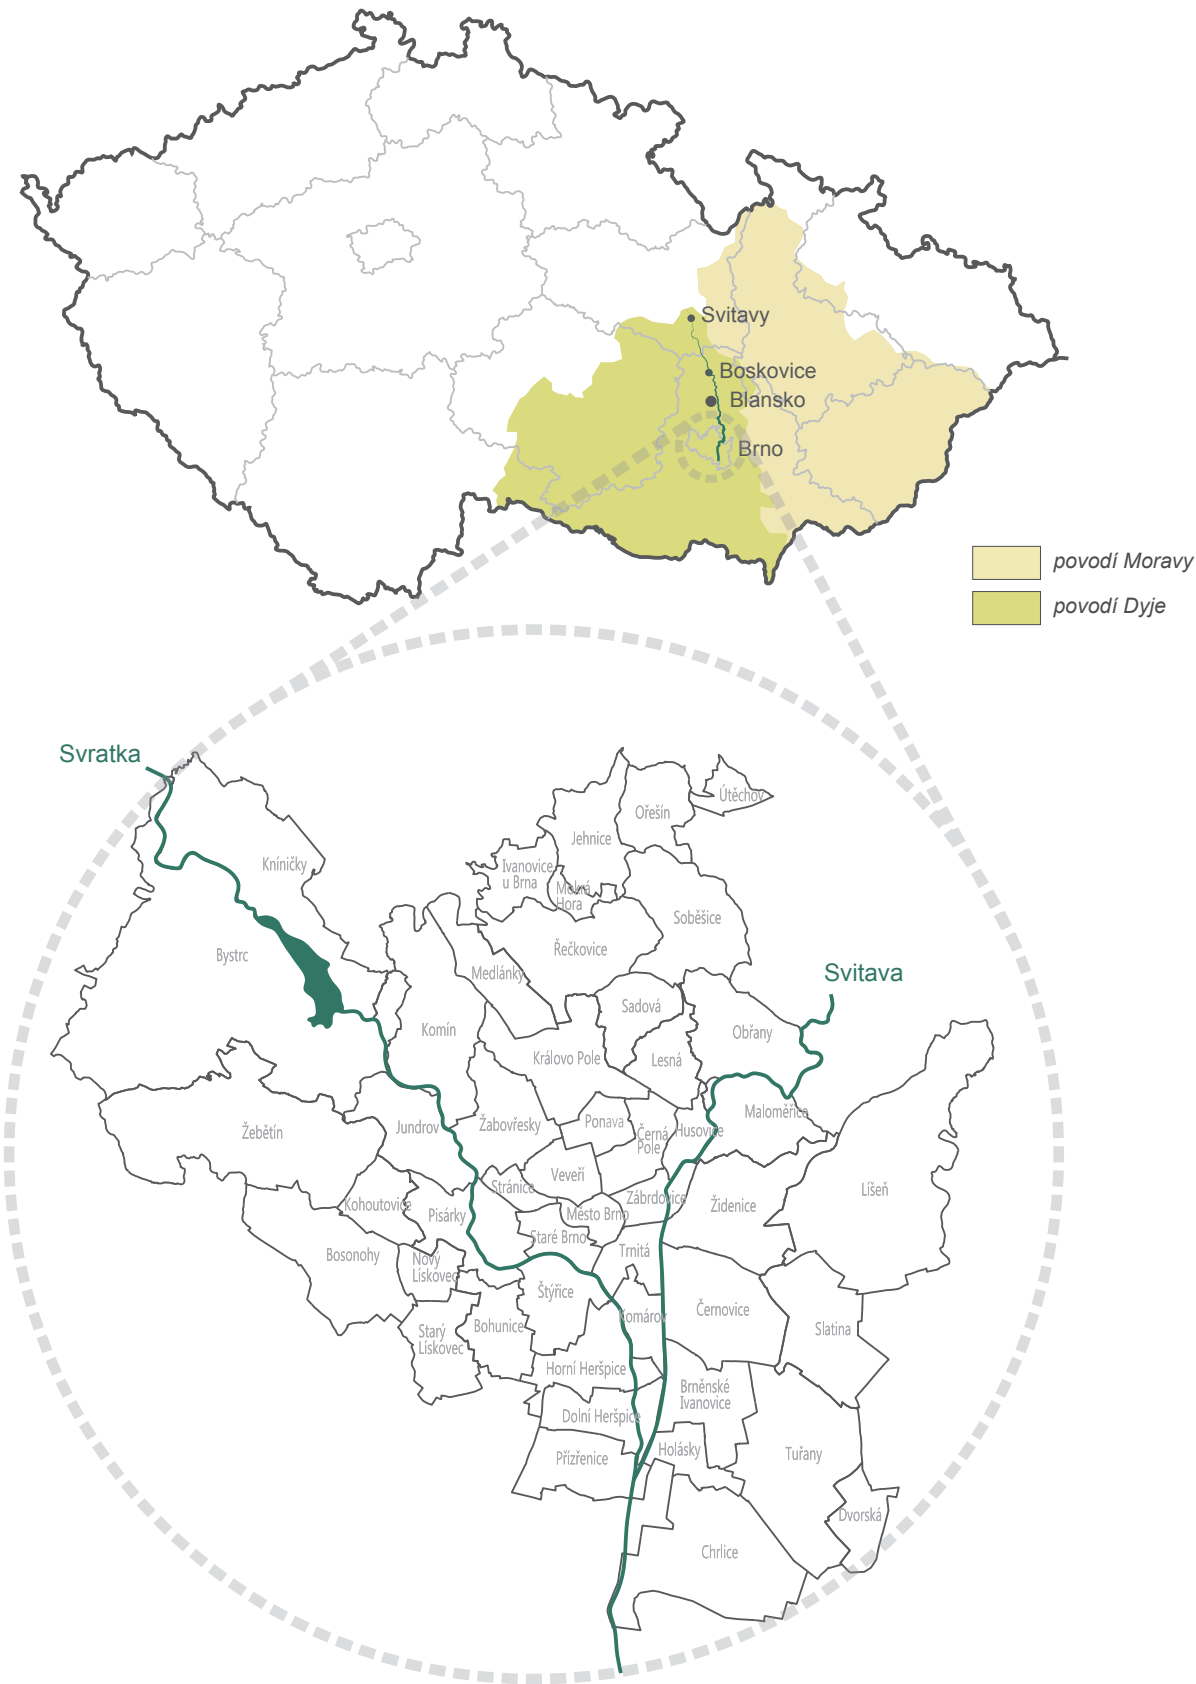 Svitavy
Boskovice
Blansko
Brno
povodí Moravy
povodí Dyje
Svratka
Útěchov
Ořešín
Jehnice
Kníničky
Ivanovice
u Brna
Mokrá
Hora
Soběšice
Řečkovice
Bystrc
Medlánky
Svitava
Sadová
Obřany
Komín
Královo Pole
Lesná
Maloměřice
Žebětín
Jundrov
Žabovřesky
Ponava
Černá
Pole
Husovice
Veveří
Stránice
Líšeň
Kohoutovice
Pisárky
Město Brno
Zábrdovice
Židenice
Staré Brno
Trnitá
Bosonohy
Nový
Lískovec
Štýřice
Černovice
Komárov
Slatina
Starý
Lískovec
Bohunice
Horní Heršpice
Brněnské
Ivanovice
Dolní Heršpice
Holásky
Tuřany
Přízřenice
Dvorská
Chrlice